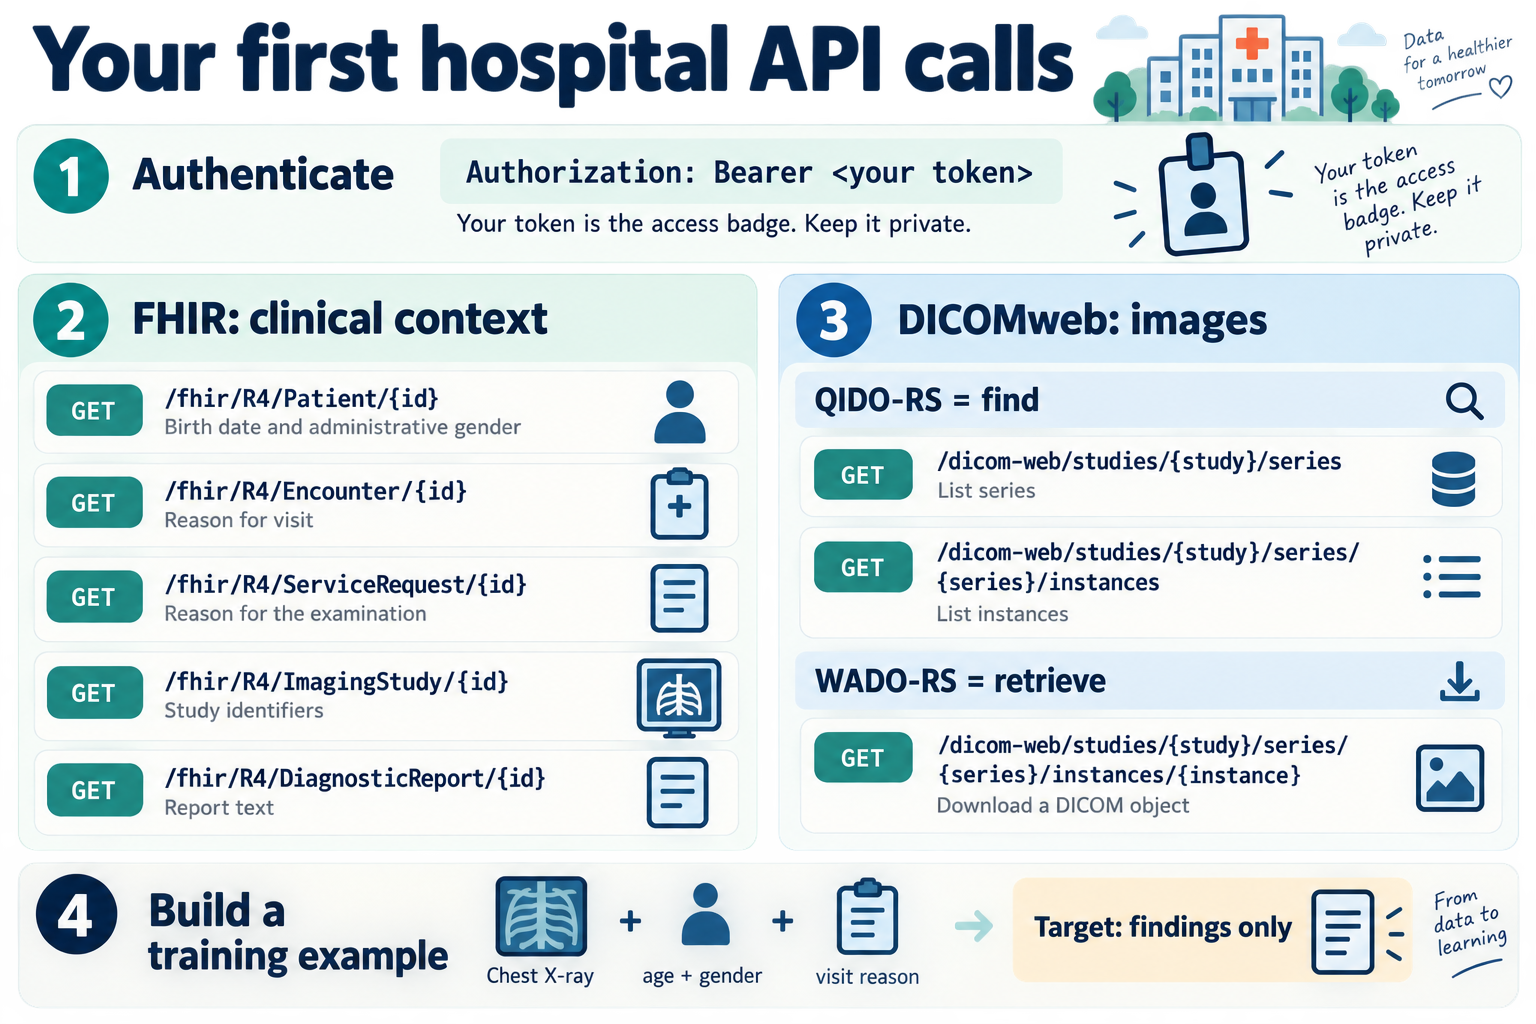 Your first hospital API calls
Data
for a healthier
tomorrow
1
Authenticate
Authorization: Bearer <your token>
Your token is the access badge. Keep it private.
Your token
is the access
badge. Keep it
private.
2
FHIR: clinical context
GET
/fhir/R4/Patient/{id}
Birth date and administrative gender
GET
/fhir/R4/Encounter/{id}
Reason for visit
GET
/fhir/R4/ServiceRequest/{id}
Reason for the examination
GET
/fhir/R4/ImagingStudy/{id}
Study identifiers
GET
/fhir/R4/DiagnosticReport/{id}
Report text
3
DICOMweb: images
QIDO-RS = find
GET
/dicom-web/studies/{study}/series
List series
GET
/dicom-web/studies/{study}/series/
{series}/instances
List instances
WADO-RS = retrieve
GET
/dicom-web/studies/{study}/series/
{series}/instances/{instance}
Download a DICOM object
4
Build a
training example
Chest X-ray
+
age + gender
+
visit reason
Target: findings only
From
data to
learning